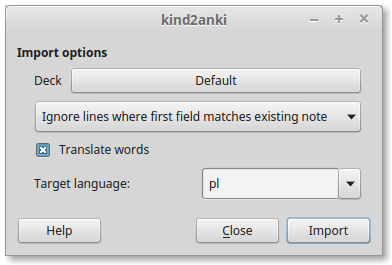 kind2anki
Import options
Deck Default
Ignore lines where first field matches existing note
Translate words
Target language: pl
Help Close Import